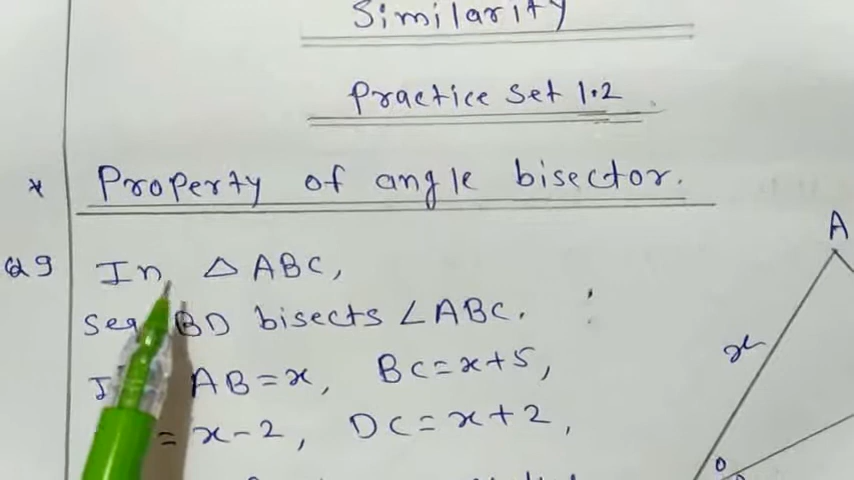 Similarity
Practice Set 1.2
* Property of angle bisector.
Q9 In △ ABC,
Seg BD bisects ∠ABC.
AB = x, BC = x+5,
= x-2, DC = x+2,
A
x